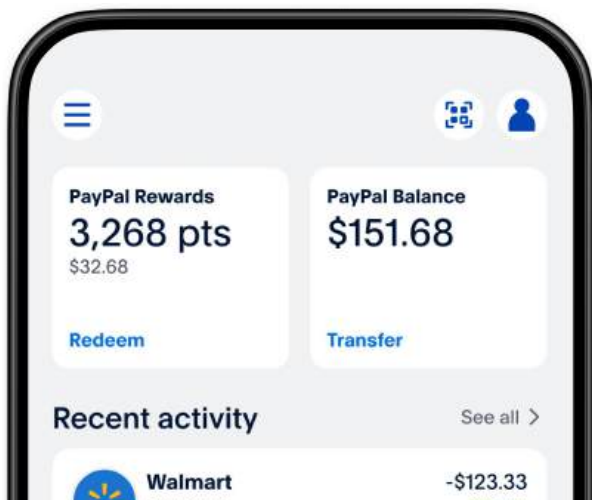 PayPal Rewards
3,268 pts
$32.68
Redeem
PayPal Balance
$151.68
Transfer
Recent activity
See all >
Walmart
-$123.33